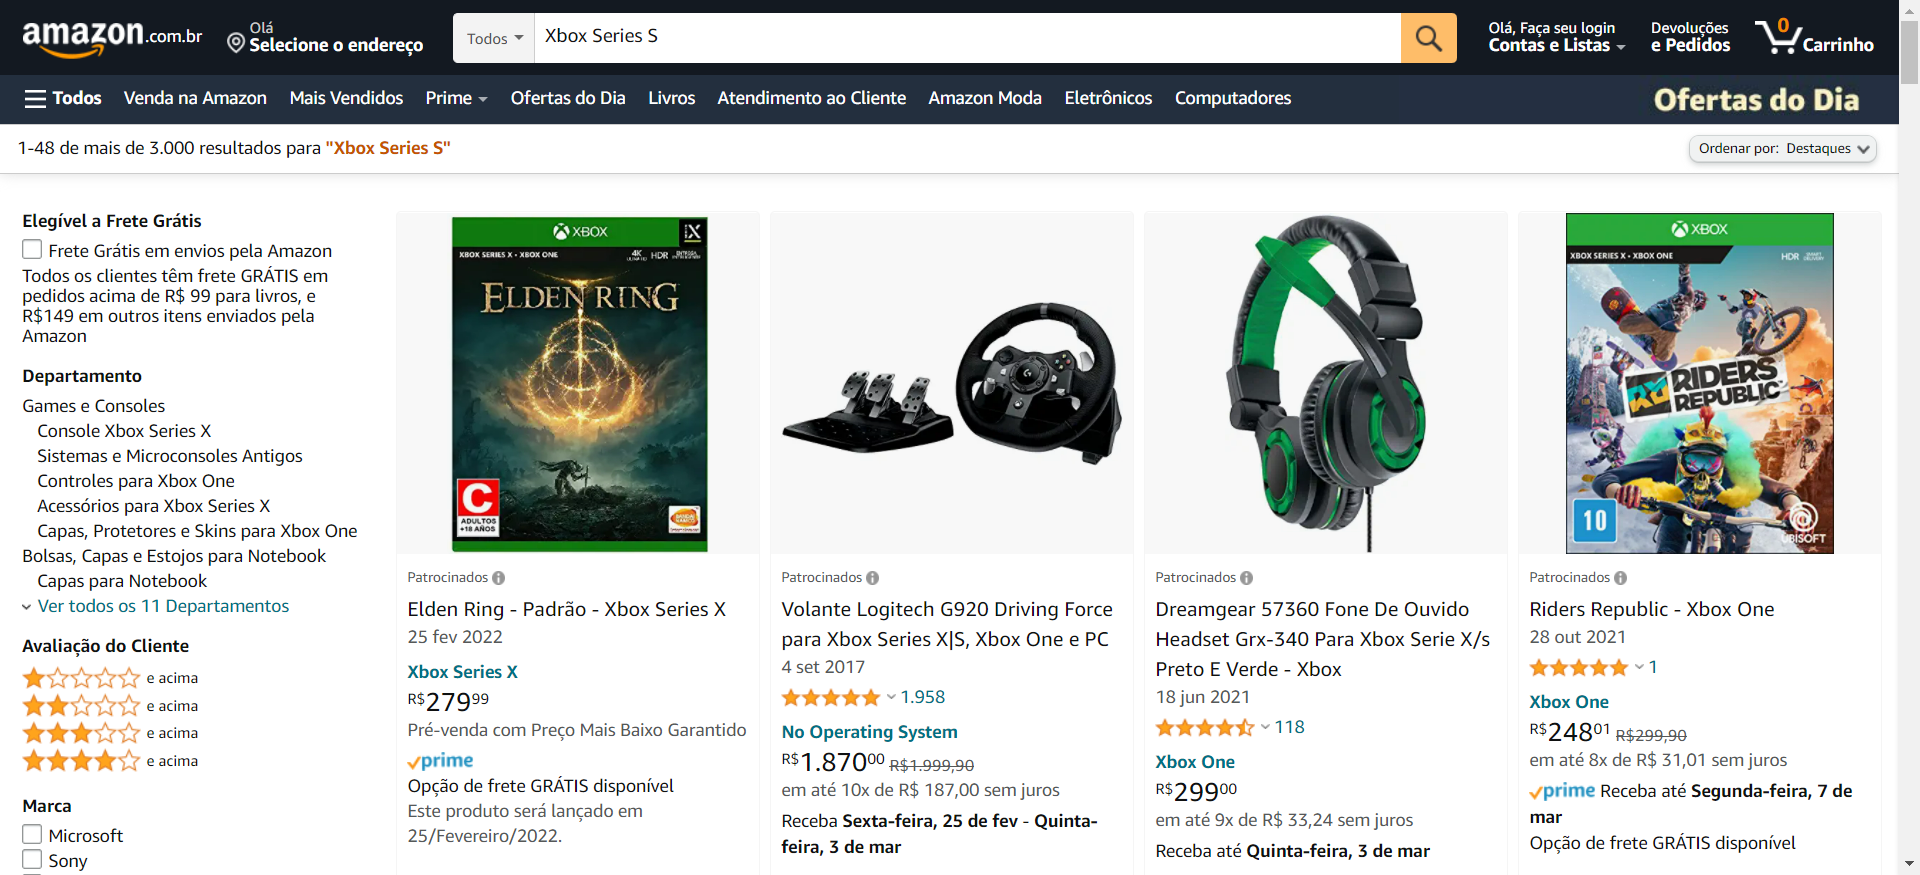 amazon.com.br
Olá
Selecione o endereço
Todos
Xbox Series S
Olá, Faça seu login
Contas e Listas
Devoluções
e Pedidos
0
Carrinho
Todos
Venda na Amazon
Mais Vendidos
Prime
Ofertas do Dia
Livros
Atendimento ao Cliente
Amazon Moda
Eletrônicos
Computadores
Ofertas do Dia
1-48 de mais de 3.000 resultados para "Xbox Series S"
Ordenar por: Destaques
Elegível a Frete Grátis
Frete Grátis em envios pela Amazon
Todos os clientes têm frete GRÁTIS em
pedidos acima de R$ 99 para livros, e
R$149 em outros itens enviados pela
Amazon
Departamento
Games e Consoles
Console Xbox Series X
Sistemas e Microconsoles Antigos
Controles para Xbox One
Acessórios para Xbox Series X
Capas, Protetores e Skins para Xbox One
Bolsas, Capas e Estojos para Notebook
Capas para Notebook
Ver todos os 11 Departamentos
Avaliação do Cliente
e acima
e acima
e acima
e acima
Marca
Microsoft
Sony
XBOX
XBOX SERIES X • XBOX ONE
4K
HDR
ELDEN RING
C
ADULTOS
+18 AÑOS
BANDAI
NAMCO
Patrocinados
Elden Ring - Padrão - Xbox Series X
25 fev 2022
Xbox Series X
R$279,99
Pré-venda com Preço Mais Baixo Garantido
prime
Opção de frete GRÁTIS disponível
Este produto será lançado em
25/Fevereiro/2022.
Patrocinados
Volante Logitech G920 Driving Force
para Xbox Series X|S, Xbox One e PC
4 set 2017
1.958
No Operating System
R$1.870,00 R$1.999,90
em até 10x de R$ 187,00 sem juros
Receba Sexta-feira, 25 de fev - Quinta-
feira, 3 de mar
Patrocinados
Dreamgear 57360 Fone De Ouvido
Headset Grx-340 Para Xbox Serie X/s
Preto E Verde - Xbox
18 jun 2021
118
Xbox One
R$299,00
em até 9x de R$ 33,24 sem juros
Receba até Quinta-feira, 3 de mar
XBOX
XBOX SERIES X • XBOX ONE
HDR
RIDERS
REPUBLIC
10
UBISOFT
Patrocinados
Riders Republic - Xbox One
28 out 2021
1
Xbox One
R$248,01 R$299,90
em até 8x de R$ 31,01 sem juros
prime Receba até Segunda-feira, 7 de
mar
Opção de frete GRÁTIS disponível